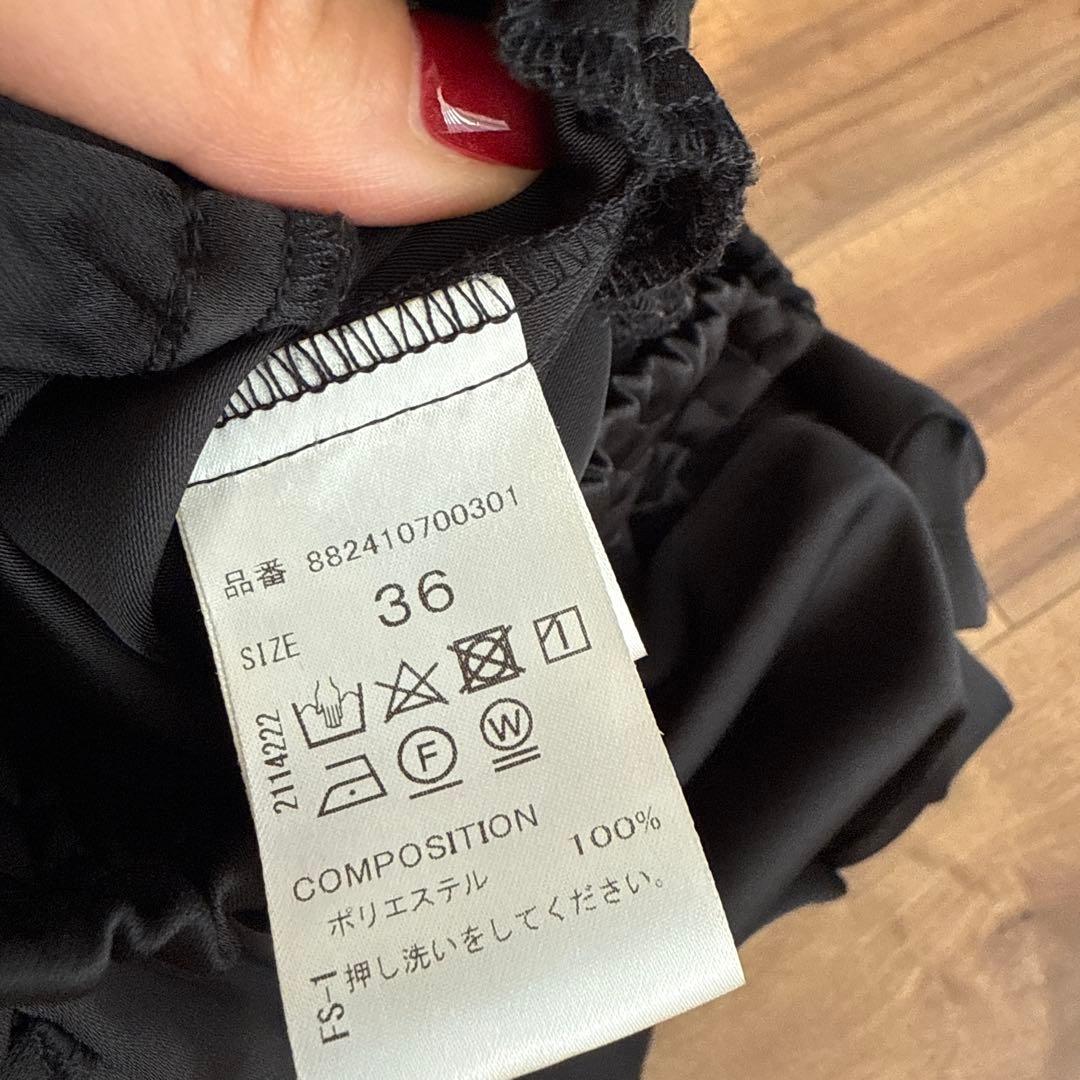 品番 882410700301
SIZE 36
2114222
F W
COMPOSITION
ポリエステル 100%
押し洗いをしてください。
FS-1